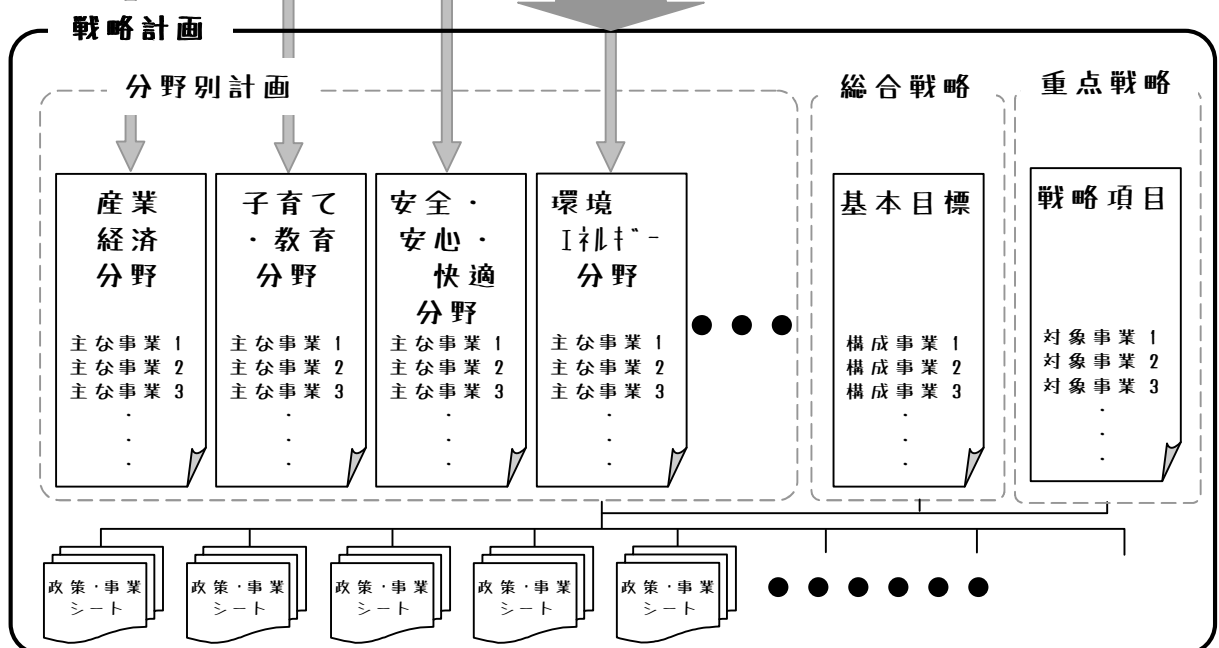 戦略計画
分野別計画
総合戦略
重点戦略
産業
経済
分野
主な事業 1
主な事業 2
主な事業 3
・
・
・
子育て
・教育
分野
主な事業 1
主な事業 2
主な事業 3
・
・
・
安全・
安心・
快適
分野
主な事業 1
主な事業 2
主な事業 3
・
・
・
環境
ｴﾈﾙｷﾞｰ
分野
主な事業 1
主な事業 2
主な事業 3
・
・
・
●●●
基本目標
構成事業 1
構成事業 2
構成事業 3
・
・
・
戦略項目
対象事業 1
対象事業 2
対象事業 3
・
・
・
政策・事業
シート
政策・事業
シート
政策・事業
シート
政策・事業
シート
政策・事業
シート
●●●●●●